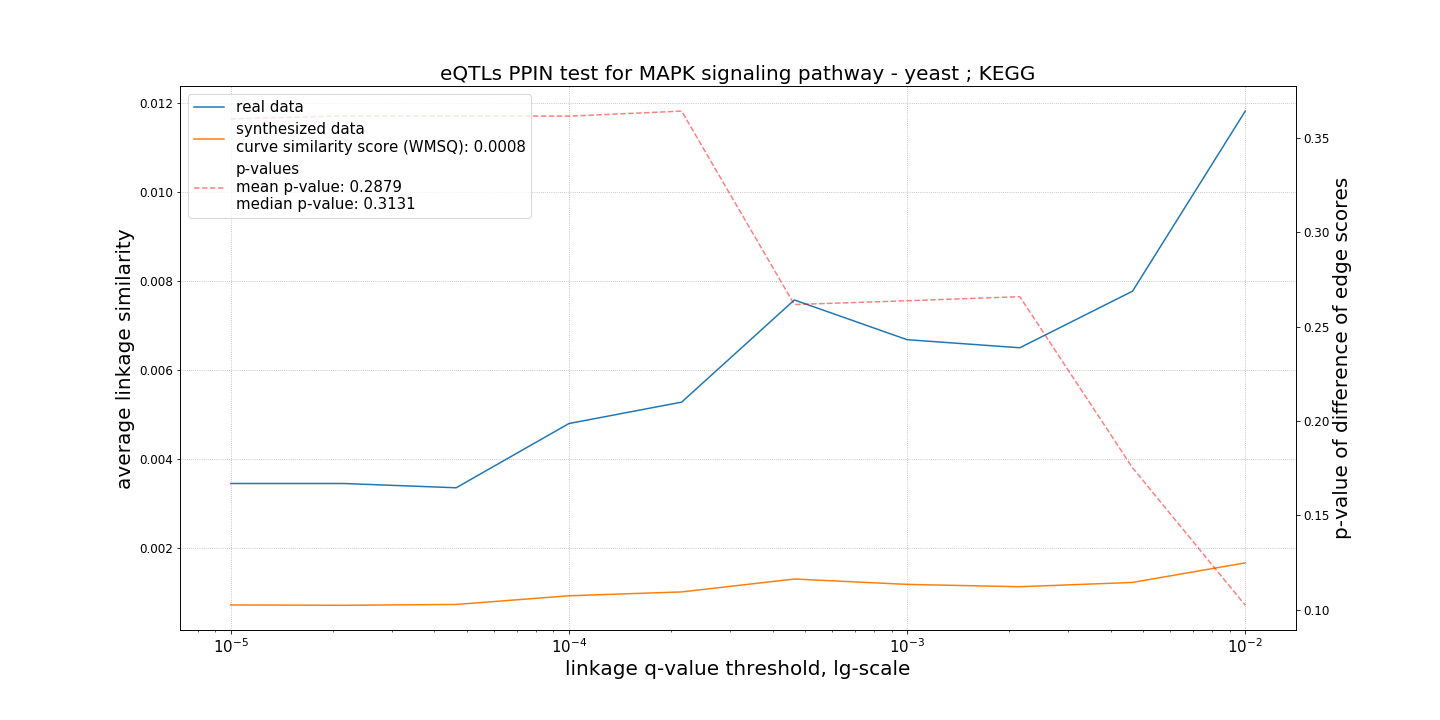 eQTLs PPIN test for MAPK signaling pathway - yeast ; KEGG
real data
synthesized data
curve similarity score (WMSQ): 0.0008
p-values
mean p-value: 0.2879
median p-value: 0.3131
average linkage similarity
0.012
0.010
0.008
0.006
0.004
0.002
0.35
0.30
0.25
0.20
0.15
0.10
p-value of difference of edge scores
10⁻⁵
10⁻⁴
10⁻³
10⁻²
linkage q-value threshold, lg-scale